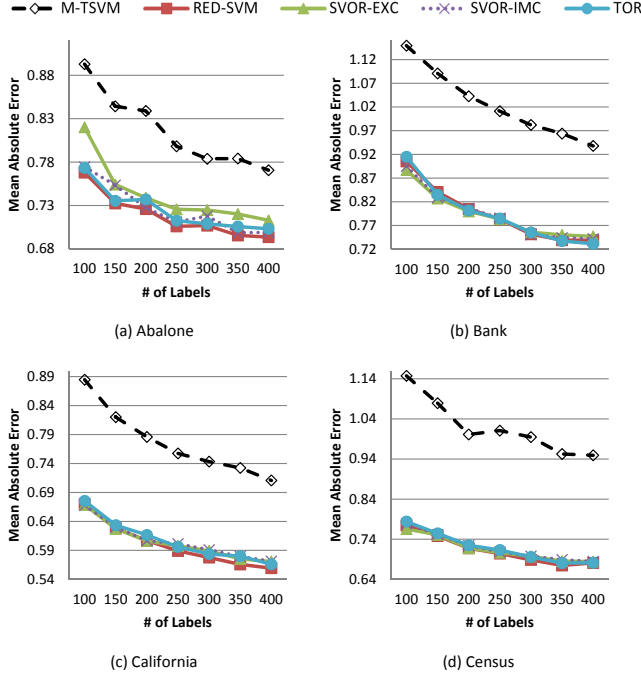 M-TSVM RED-SVM SVOR-EXC SVOR-IMC TOR
Mean Absolute Error
0.88
0.83
0.78
0.73
0.68
100 150 200 250 300 350 400
# of Labels
(a) Abalone
Mean Absolute Error
1.12
1.07
1.02
0.97
0.92
0.87
0.82
0.77
0.72
100 150 200 250 300 350 400
# of Labels
(b) Bank
Mean Absolute Error
0.89
0.84
0.79
0.74
0.69
0.64
0.59
0.54
100 150 200 250 300 350 400
# of Labels
(c) California
Mean Absolute Error
1.14
1.04
0.94
0.84
0.74
0.64
100 150 200 250 300 350 400
# of Labels
(d) Census